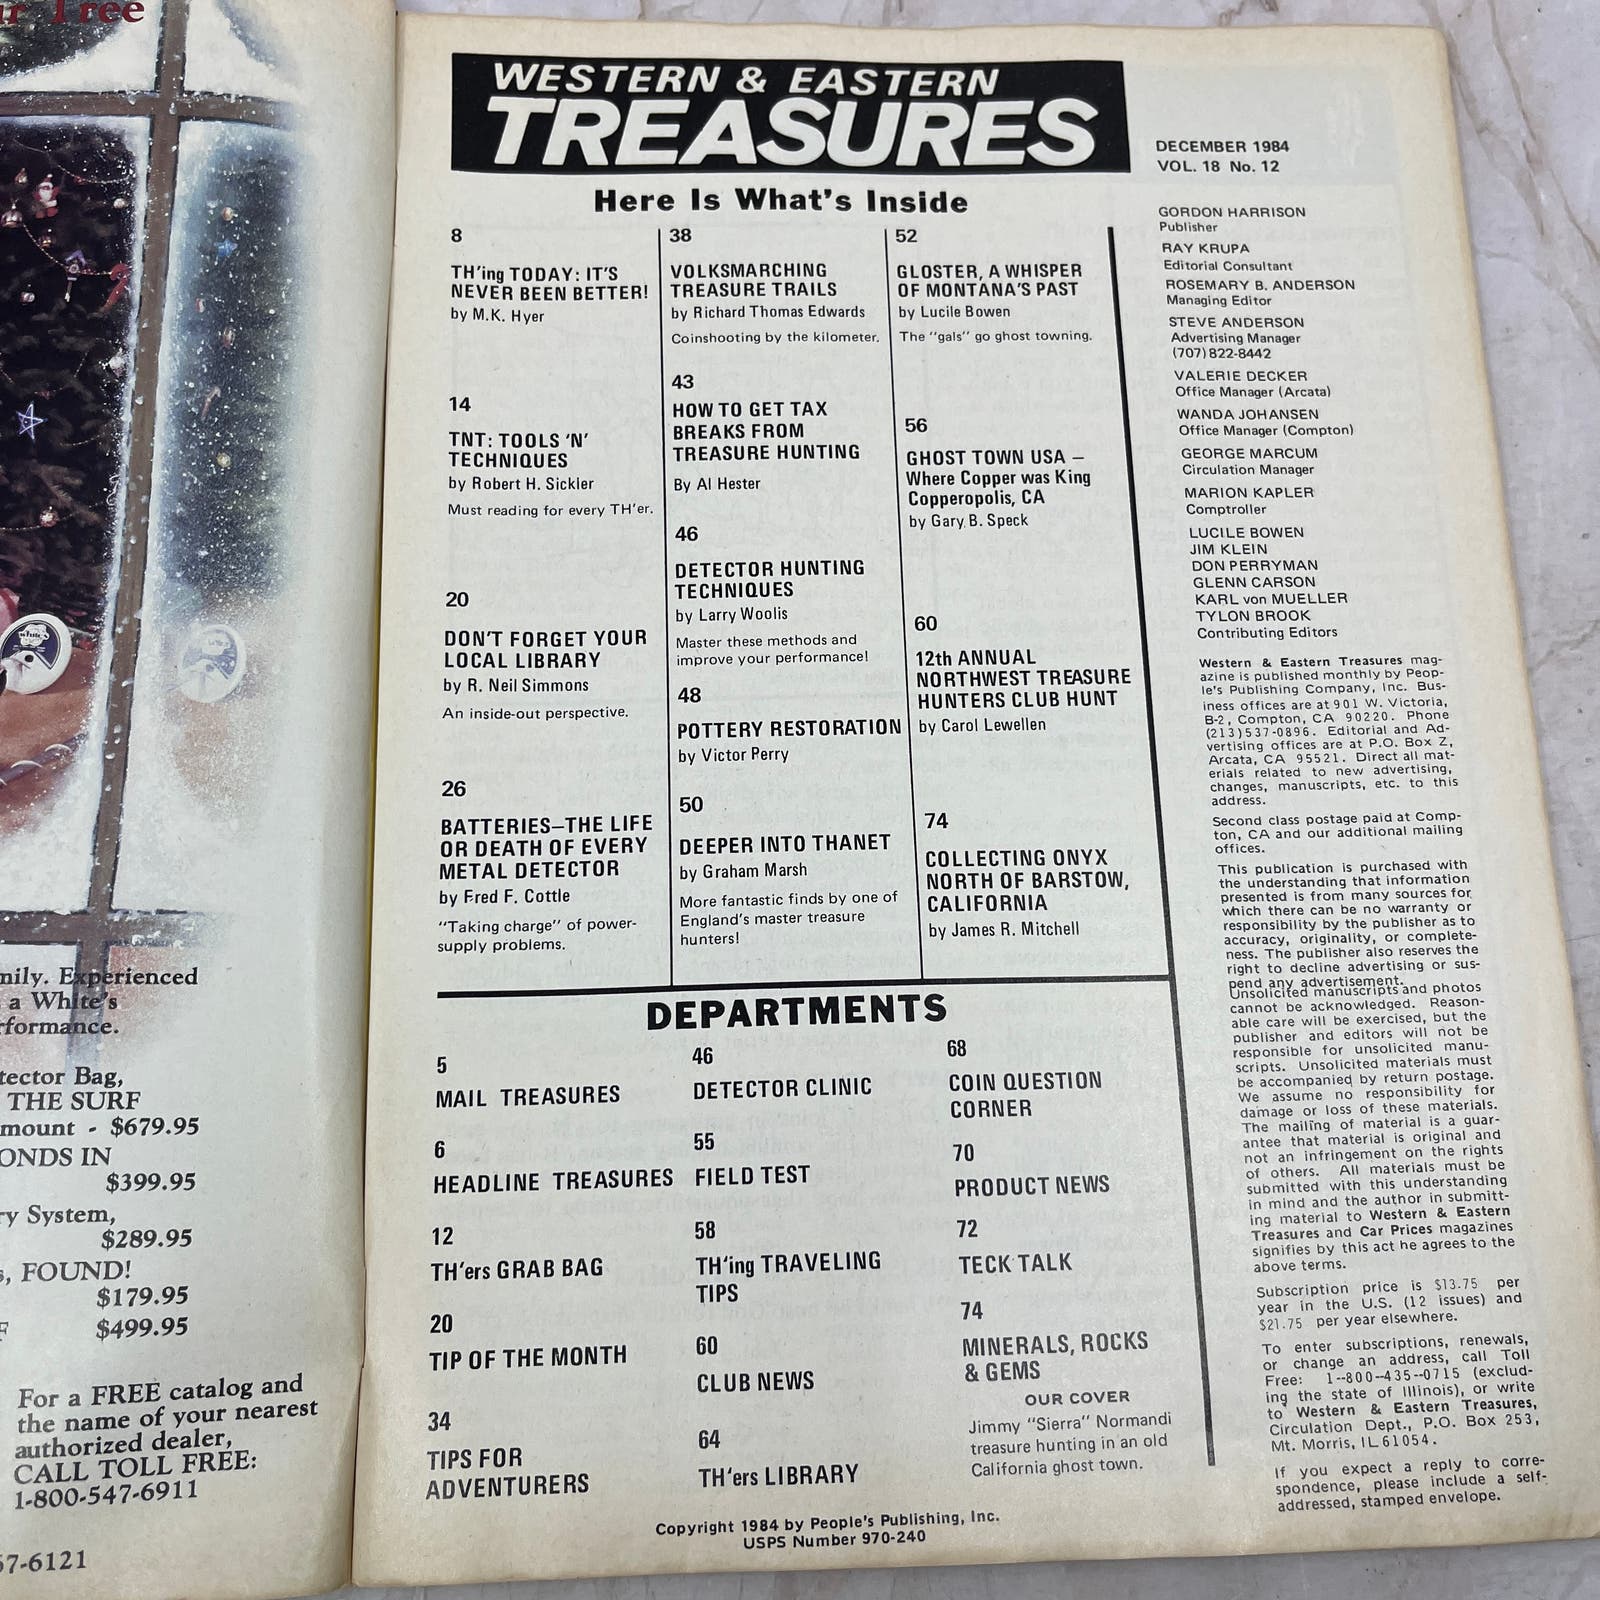 ur Tree
mily. Experienced
a White's
rformance.
tector Bag,
THE SURF
mount - $679.95
ONDS IN
$399.95
ry System,
$289.95
s, FOUND!
$179.95
F $499.95
For a FREE catalog and
the name of your nearest
authorized dealer,
CALL TOLL FREE:
1-800-547-6911
57-6121
WESTERN & EASTERN
TREASURES
DECEMBER 1984
VOL. 18 No. 12
Here Is What's Inside
8
TH'ing TODAY: IT'S
NEVER BEEN BETTER!
by M.K. Hyer
14
TNT: TOOLS 'N'
TECHNIQUES
by Robert H. Sickler
Must reading for every TH'er.
20
DON'T FORGET YOUR
LOCAL LIBRARY
by R. Neil Simmons
An inside-out perspective.
26
BATTERIES—THE LIFE
OR DEATH OF EVERY
METAL DETECTOR
by Fred F. Cottle
"Taking charge" of power-
supply problems.
38
VOLKSMARCHING
TREASURE TRAILS
by Richard Thomas Edwards
Coinshooting by the kilometer.
43
HOW TO GET TAX
BREAKS FROM
TREASURE HUNTING
By Al Hester
46
DETECTOR HUNTING
TECHNIQUES
by Larry Woolis
Master these methods and
improve your performance!
48
POTTERY RESTORATION
by Victor Perry
50
DEEPER INTO THANET
by Graham Marsh
More fantastic finds by one of
England's master treasure
hunters!
52
GLOSTER, A WHISPER
OF MONTANA'S PAST
by Lucile Bowen
The "gals" go ghost towning.
56
GHOST TOWN USA —
Where Copper was King
Copperopolis, CA
by Gary B. Speck
60
12th ANNUAL
NORTHWEST TREASURE
HUNTERS CLUB HUNT
by Carol Lewellen
74
COLLECTING ONYX
NORTH OF BARSTOW,
CALIFORNIA
by James R. Mitchell
DEPARTMENTS
5
MAIL TREASURES
6
HEADLINE TREASURES
12
TH'ers GRAB BAG
20
TIP OF THE MONTH
34
TIPS FOR
ADVENTURERS
46
DETECTOR CLINIC
55
FIELD TEST
58
TH'ing TRAVELING
TIPS
60
CLUB NEWS
64
TH'ers LIBRARY
68
COIN QUESTION
CORNER
70
PRODUCT NEWS
72
TECK TALK
74
MINERALS, ROCKS
& GEMS
OUR COVER
Jimmy "Sierra" Normandi
treasure hunting in an old
California ghost town.
Copyright 1984 by People's Publishing, Inc.
USPS Number 970-240
GORDON HARRISON
Publisher
RAY KRUPA
Editorial Consultant
ROSEMARY B. ANDERSON
Managing Editor
STEVE ANDERSON
Advertising Manager
(707)822-8442
VALERIE DECKER
Office Manager (Arcata)
WANDA JOHANSEN
Office Manager (Compton)
GEORGE MARCUM
Circulation Manager
MARION KAPLER
Comptroller
LUCILE BOWEN
JIM KLEIN
DON PERRYMAN
GLENN CARSON
KARL von MUELLER
TYLON BROOK
Contributing Editors
Western & Eastern Treasures mag-
azine is published monthly by Peop-
le's Publishing Company, Inc. Bus-
iness offices are at 901 W. Victoria,
B-2, Compton, CA 90220. Phone
(213)537-0896. Editorial and Ad-
vertising offices are at P.O. Box Z,
Arcata, CA 95521. Direct all mat-
erials related to new advertising,
changes, manuscripts, etc. to this
address.
Second class postage paid at Comp-
ton, CA and our additional mailing
offices.
This publication is purchased with
the understanding that information
presented is from many sources for
which there can be no warranty or
responsibility by the publisher as to
accuracy, originality, or complete-
ness. The publisher also reserves the
right to decline advertising or sus-
pend any advertisement.
Unsolicited manuscripts and photos
cannot be acknowledged. Reason-
able care will be exercised, but the
publisher and editors will not be
responsible for unsolicited manu-
scripts. Unsolicited materials must
be accompanied by return postage.
We assume no responsibility for
damage or loss of these materials.
The mailing of material is a guar-
antee that material is original and
not an infringement on the rights
of others. All materials must be
submitted with this understanding
in mind and the author in submitt-
ing material to Western & Eastern
Treasures and Car Prices magazines
signifies by this act he agrees to the
above terms.
Subscription price is $13.75 per
year in the U.S. (12 issues) and
$21.75 per year elsewhere.
To enter subscriptions, renewals,
or change an address, call Toll
Free: 1--800--435--0715 (exclud-
ing the state of Illinois), or write
to Western & Eastern Treasures,
Circulation Dept., P.O. Box 253,
Mt. Morris, IL 61054.
If you expect a reply to corre-
spondence, please include a self-
addressed, stamped envelope.